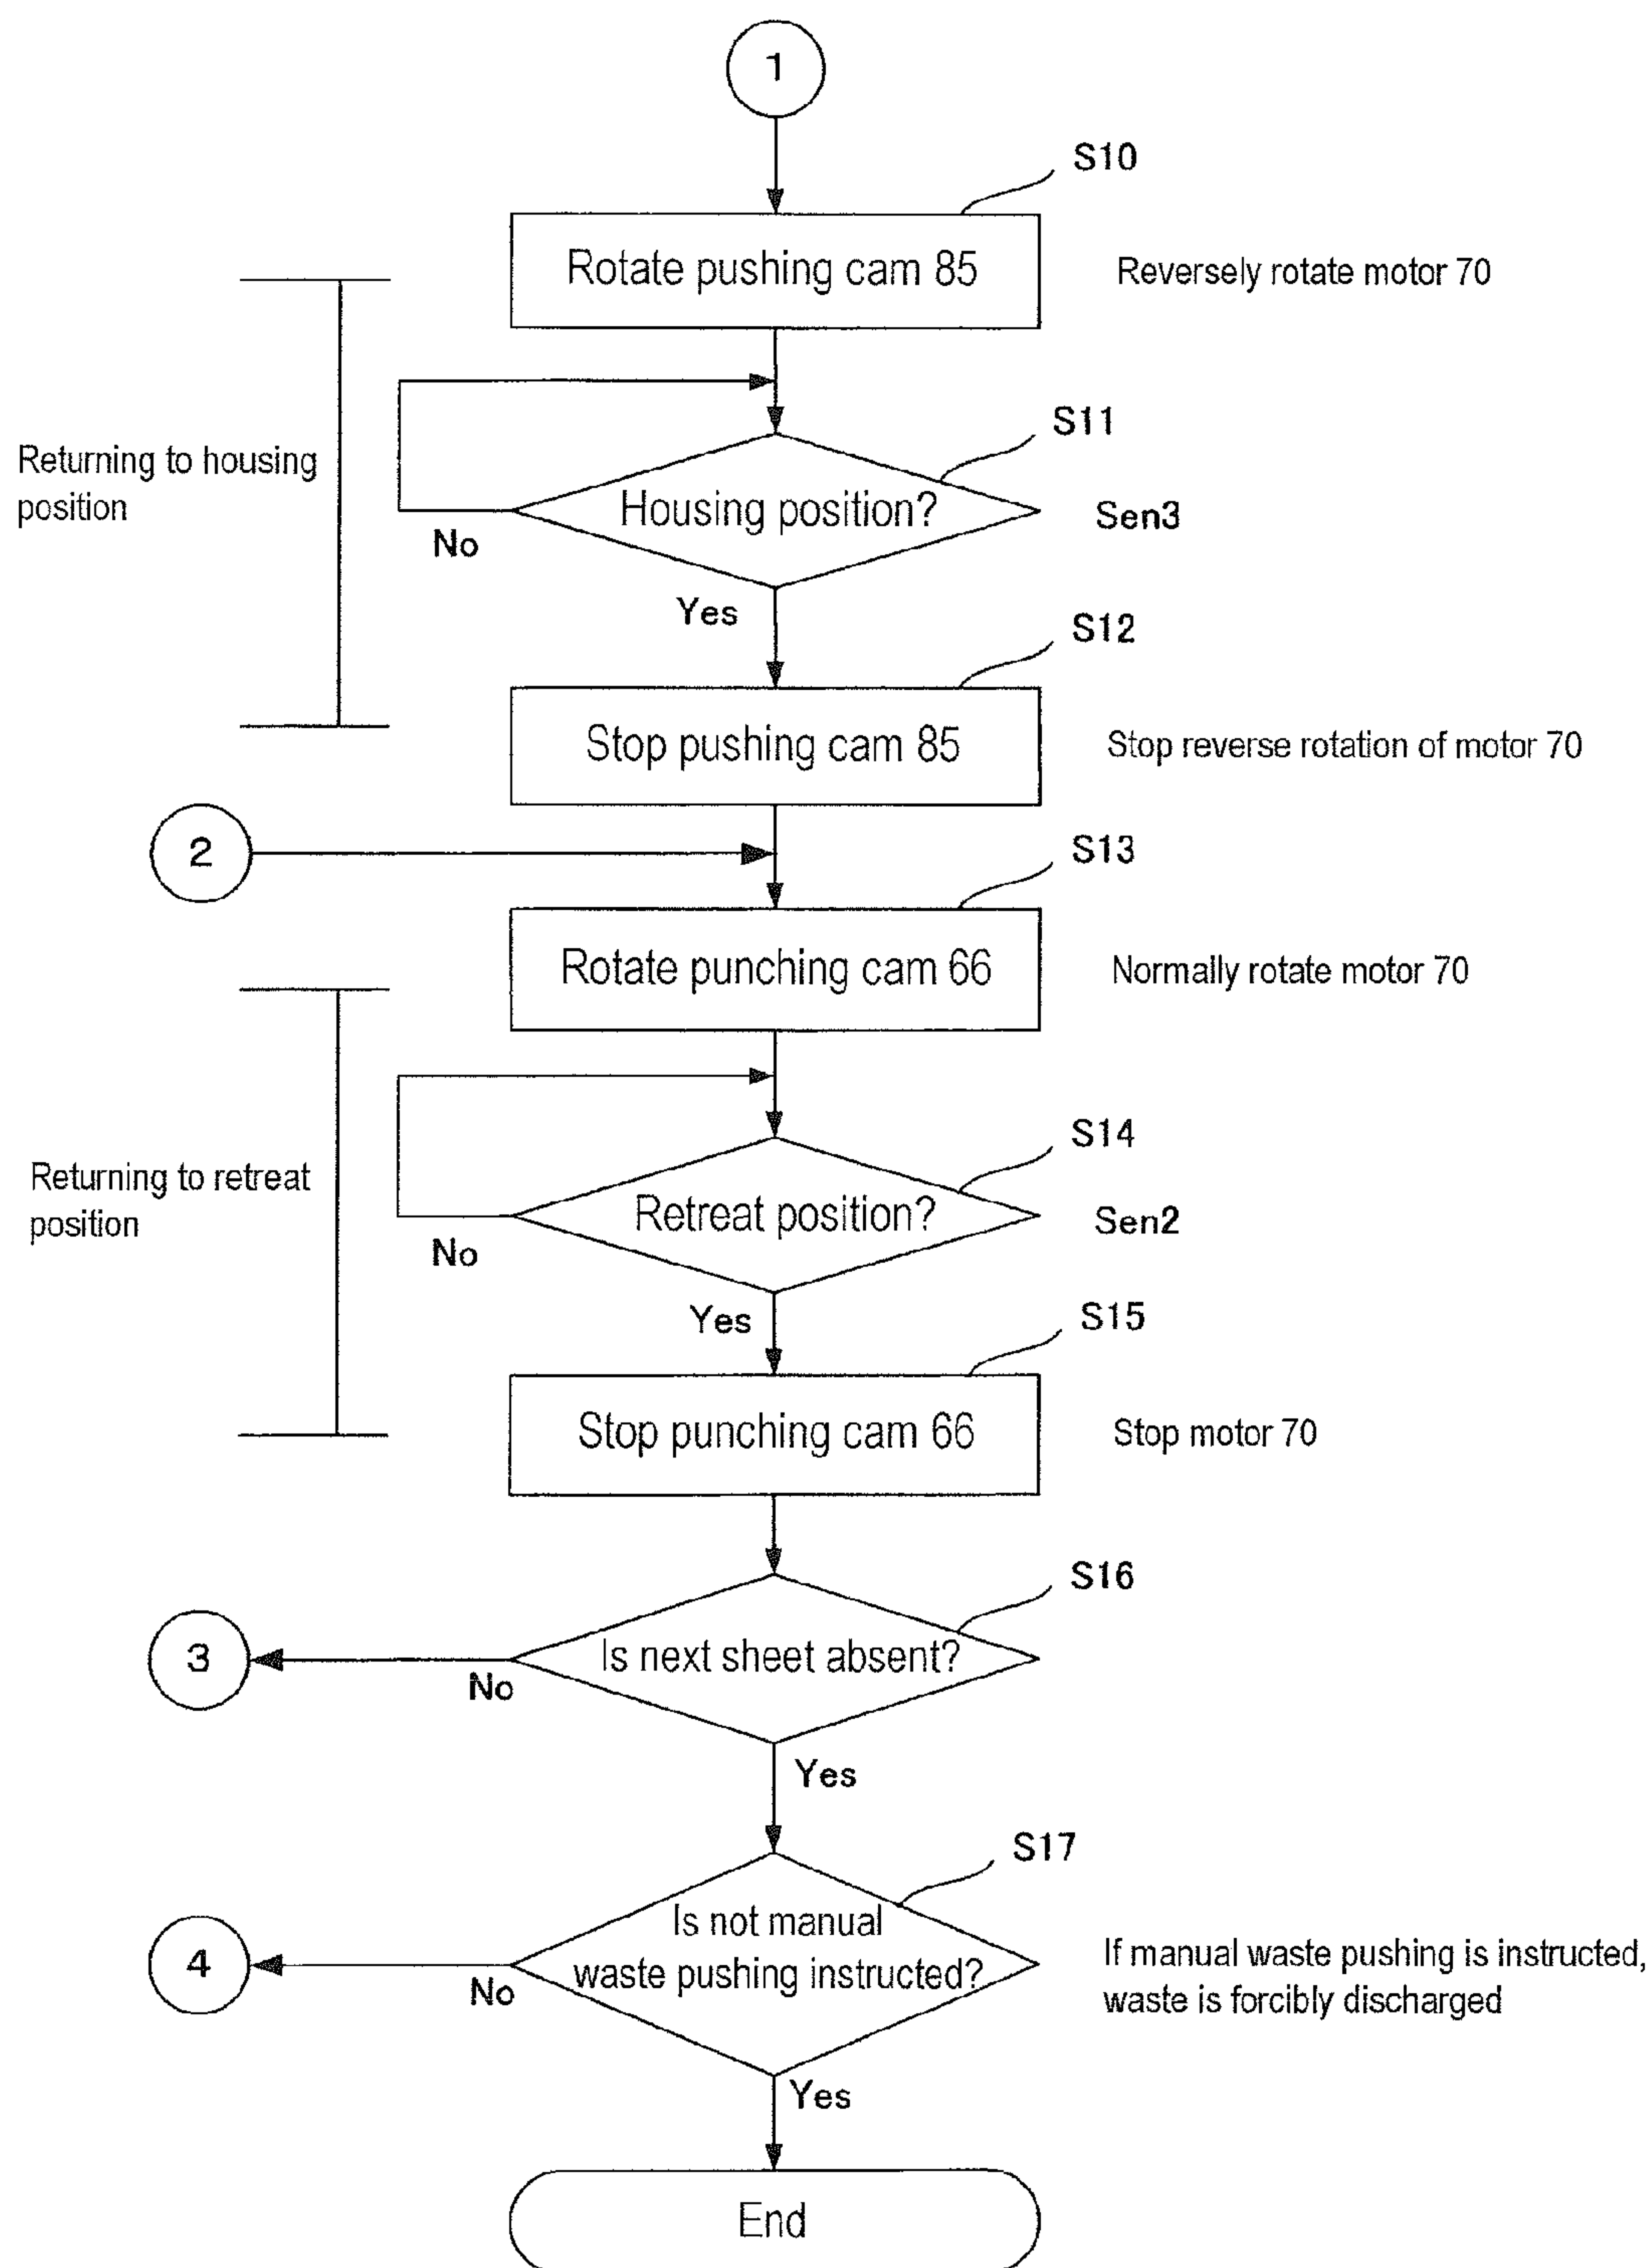 1
S10
Rotate pushing cam 85
Reversely rotate motor 70
Returning to housing
position
S11
Housing position?
Sen3
No
Yes
S12
Stop pushing cam 85
Stop reverse rotation of motor 70
2
S13
Rotate punching cam 66
Normally rotate motor 70
Returning to retreat
position
S14
Retreat position?
Sen2
No
Yes
S15
Stop punching cam 66
Stop motor 70
S16
Is next sheet absent?
3
No
Yes
S17
Is not manual
waste pushing instructed?
4
No
If manual waste pushing is instructed,
waste is forcibly discharged
Yes
End